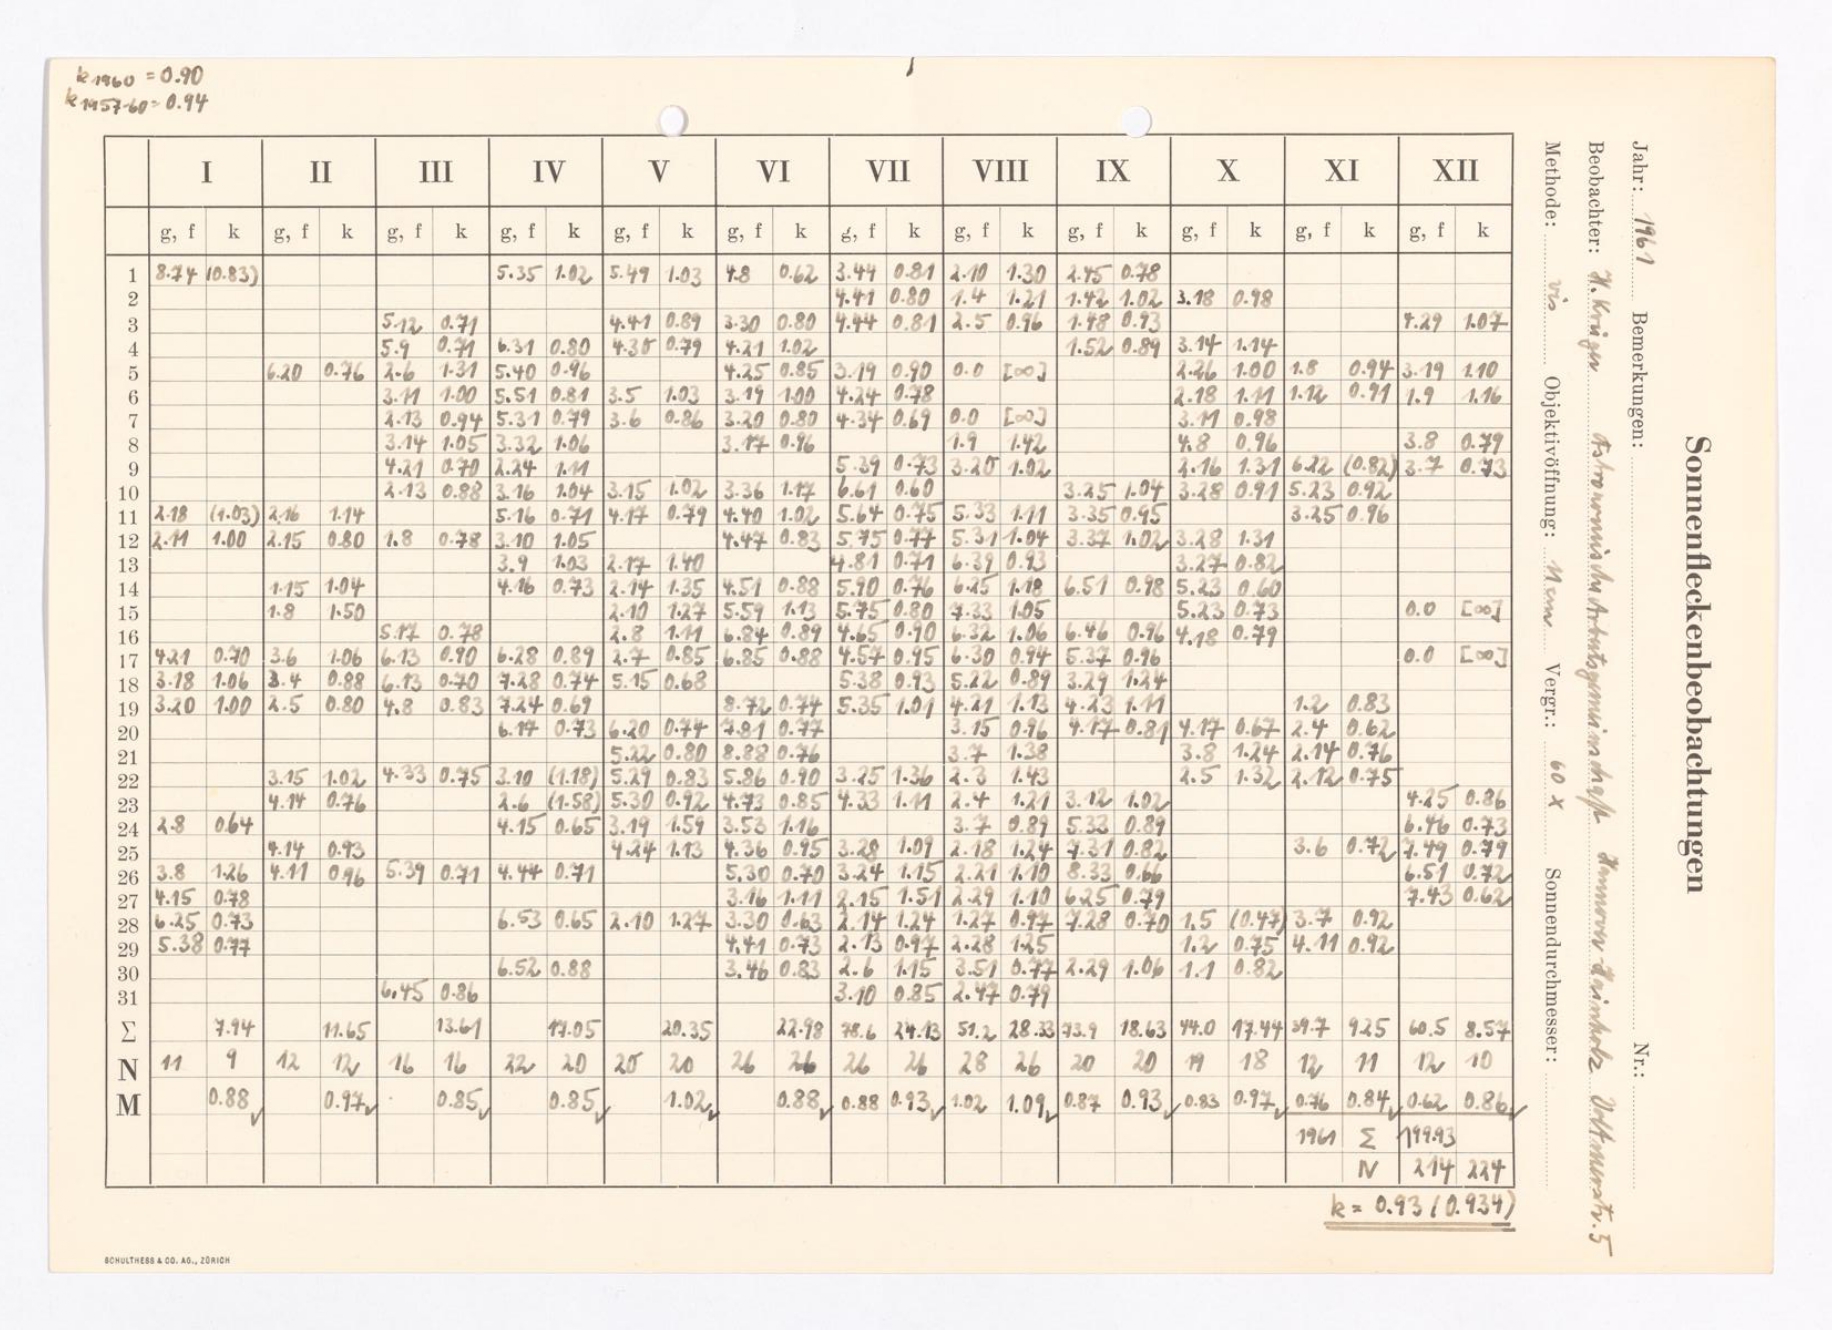 k 1960 = 0.90
k 1957-60 = 0.94
I II III IV V VI VII VIII IX X XI XII
g, f k g, f k g, f k g, f k g, f k g, f k g, f k g, f k g, f k g, f k g, f k g, f k
1 8.74 (0.83) 5.35 1.02 5.49 1.03 4.8 0.62 3.44 0.81 2.10 1.30 2.45 0.78
2 4.41 0.80 1.4 1.21 1.42 1.02 3.18 0.98
3 5.12 0.71 4.41 0.89 3.30 0.80 4.44 0.81 2.5 0.96 1.48 0.93 4.29 1.07
4 5.9 0.71 6.31 0.80 4.30 0.79 4.21 1.02 1.52 0.89 3.14 1.14
5 6.20 0.76 2.6 1.31 5.40 0.96 4.25 0.85 3.19 0.90 0.0 [∞] 2.26 1.00 1.8 0.94 3.19 1.10
6 3.11 1.00 5.51 0.81 3.5 1.03 3.19 1.00 4.24 0.78 2.18 1.11 1.12 0.91 1.9 1.16
7 2.13 0.94 5.31 0.79 3.6 0.86 3.20 0.80 4.34 0.69 0.0 [∞] 3.11 0.98
8 3.14 1.05 3.32 1.06 3.17 0.96 1.9 1.42 4.8 0.96 3.8 0.79
9 4.21 0.70 2.24 1.11 5.39 0.73 3.20 1.02 2.16 1.31 6.22 (0.82) 3.7 0.73
10 2.13 0.88 3.16 1.04 3.15 1.02 3.36 1.17 6.61 0.60 3.25 1.04 3.28 0.91 5.23 0.92
11 2.18 (1.03) 2.16 1.14 5.16 0.71 4.17 0.79 4.40 1.02 5.64 0.75 5.33 1.11 3.35 0.95 3.25 0.96
12 2.11 1.00 2.15 0.80 1.8 0.78 3.10 1.05 4.47 0.83 5.75 0.77 5.31 1.04 3.37 1.02 3.28 1.31
13 3.9 1.03 2.17 1.40 4.81 0.71 6.39 0.93 3.27 0.82
14 1.15 1.04 4.16 0.73 2.14 1.35 4.51 0.88 5.90 0.76 6.25 1.18 6.51 0.98 5.23 0.60
15 1.8 1.50 2.10 1.27 5.59 1.13 5.75 0.80 7.33 1.05 5.23 0.73 0.0 [∞]
16 5.17 0.78 2.8 1.11 6.84 0.89 4.65 0.90 6.32 1.06 6.46 0.96 4.18 0.79
17 4.21 0.70 3.6 1.06 6.13 0.90 6.28 0.89 2.7 0.85 6.85 0.88 4.57 0.95 6.30 0.94 5.37 0.96 0.0 [∞]
18 3.18 1.06 3.4 0.88 6.13 0.70 7.28 0.74 5.15 0.68 5.38 0.93 5.22 0.89 3.29 1.24
19 3.20 1.00 2.5 0.80 4.8 0.83 7.24 0.69 8.72 0.74 5.35 1.01 4.21 1.13 4.23 1.11 1.2 0.83
20 6.17 0.73 6.20 0.74 7.81 0.77 3.15 0.96 4.17 0.81 4.17 0.67 2.4 0.62
21 5.22 0.80 8.88 0.76 3.7 1.38 3.8 1.24 2.14 0.76
22 3.15 1.02 4.33 0.75 3.10 (1.18) 5.29 0.83 5.86 0.90 3.25 1.36 2.3 1.43 2.5 1.32 2.12 0.75
23 4.14 0.76 2.6 (1.58) 5.30 0.92 4.73 0.85 4.33 1.11 2.4 1.21 3.12 1.02 4.25 0.86
24 2.8 0.64 4.15 0.65 3.19 1.59 3.53 1.16 3.7 0.89 5.33 0.89 6.46 0.73
25 4.14 0.93 4.24 1.13 4.36 0.95 3.28 1.09 2.18 1.24 7.31 0.82 3.6 0.72 7.49 0.79
26 3.8 1.26 4.11 0.96 5.39 0.71 4.44 0.71 5.30 0.70 3.24 1.15 2.21 1.10 8.33 0.66 6.51 0.72
27 4.15 0.78 3.16 1.11 2.15 1.51 2.29 1.10 6.25 0.79 7.43 0.62
28 6.25 0.73 6.53 0.65 2.10 1.27 3.30 0.63 2.14 1.24 1.27 0.97 7.28 0.70 1.5 (0.47) 3.7 0.92
29 5.38 0.77 4.41 0.73 2.13 0.97 2.28 1.25 1.2 0.75 4.11 0.92
30 6.52 0.88 3.46 0.83 2.6 1.15 3.51 0.77 2.29 1.06 1.1 0.82
31 6.45 0.86 3.10 0.85 2.47 0.79
Σ 7.94 11.65 13.61 17.05 20.35 22.98 78.6 24.13 51.2 28.33 73.9 18.63 44.0 17.44 39.7 9.25 60.5 8.57
N 11 9 12 12 16 16 22 20 20 20 26 26 26 26 28 26 20 20 19 18 12 11 12 10
M 0.88 0.97 0.85 0.85 1.02 0.88 0.88 0.93 1.02 1.09 0.87 0.93 0.83 0.97 0.76 0.84 0.62 0.86
1961 Σ 199.93
N 214 224
k = 0.93 (0.934)
SCHULTHESS & CO. AG., ZÜRICH
Sonnenfleckenbeobachtungen
Jahr: 1961 Bemerkungen: Nr.:
Beobachter: H. Krüger Astronomische Arbeitsgemeinschaft Hannover
Methode: vis Objektivöffnung: Vergr.: 60 x Sonnendurchmesser: